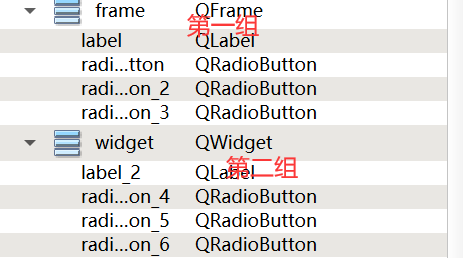 frame QFrame
第一组
label QLabel
radi...tton QRadioButton
radi...on_2 QRadioButton
radi...on_3 QRadioButton
widget QWidget
第二组
label_2 QLabel
radi...on_4 QRadioButton
radi...on_5 QRadioButton
radi...on_6 QRadioButton